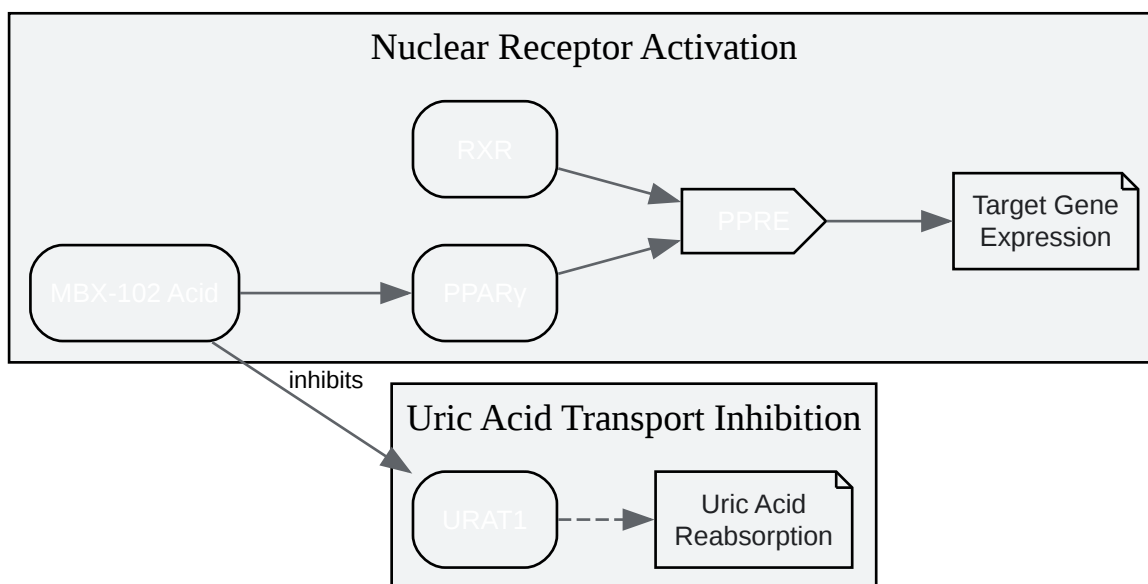 Nuclear Receptor Activation
RXR
PPRE
Target Gene
Expression
MBX-102 Acid
PPARγ
inhibits
Uric Acid Transport Inhibition
URAT1
Uric Acid
Reabsorption